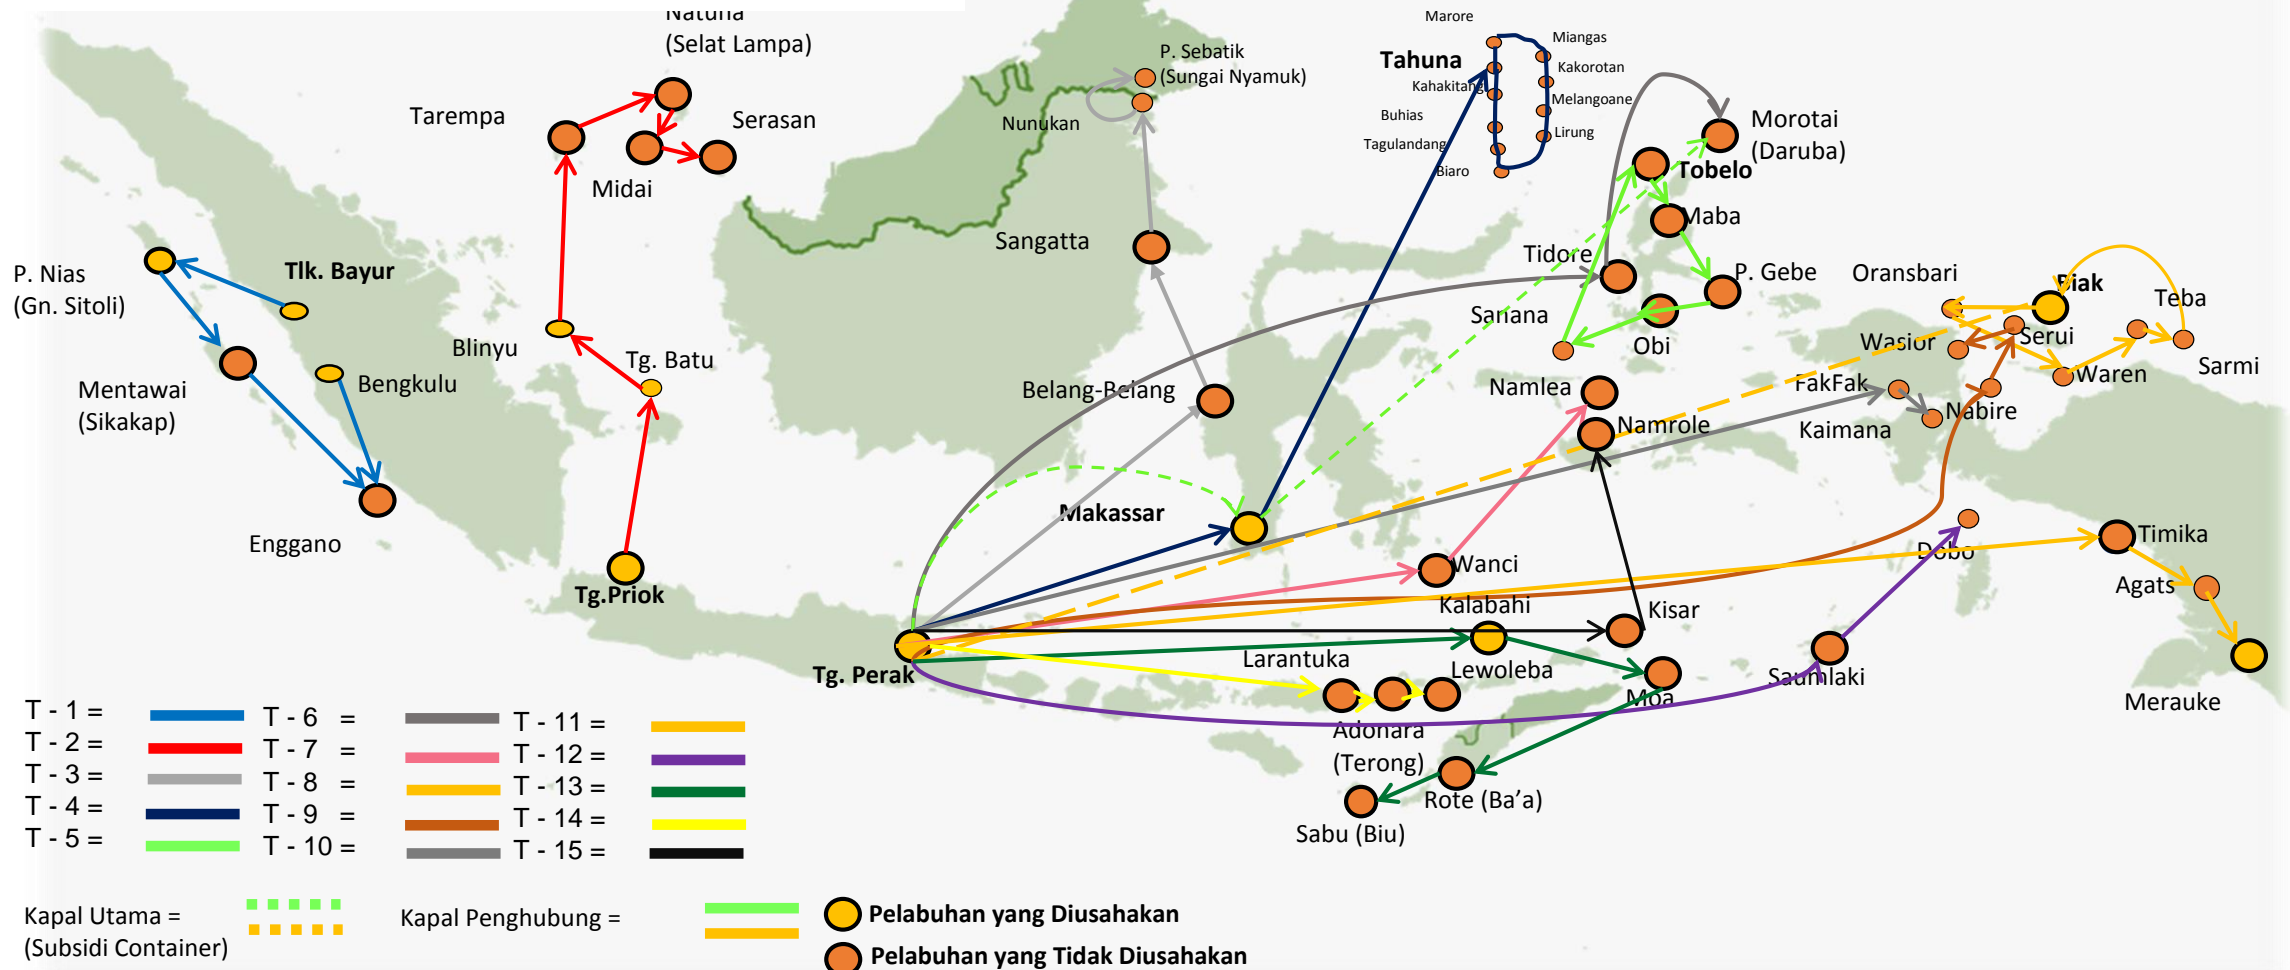 Natuna
(Selat Lampa)
Tarempa
Serasan
Midai
P. Sebatik
(Sungai Nyamuk)
Nunukan
Sangatta
Belang-Belang
Marore
Tahuna
Kahakitang
Buhias
Tagulandang
Biaro
Miangas
Kakorotan
Melangoane
Lirung
Morotai
(Daruba)
Tobelo
Maba
Tidore
P. Gebe
Sanana
Obi
Namlea
Namrole
Oransbari
Biak
Teba
Wasior
Serui
Sarmi
Waren
FakFak
Nabire
Kaimana
P. Nias
(Gn. Sitoli)
Tlk. Bayur
Mentawai
(Sikakap)
Bengkulu
Enggano
Blinyu
Tg. Batu
Tg.Priok
Makassar
Wanci
Dobo
Timika
Agats
Merauke
Kalabahi
Kisar
Larantuka
Lewoleba
Moa
Saumlaki
Tg. Perak
Adonara
(Terong)
Rote (Ba’a)
Sabu (Biu)
T - 1 =
T - 2 =
T - 3 =
T - 4 =
T - 5 =
T - 6 =
T - 7 =
T - 8 =
T - 9 =
T - 10 =
T - 11 =
T - 12 =
T - 13 =
T - 14 =
T - 15 =
Kapal Utama =
(Subsidi Container)
Kapal Penghubung =
Pelabuhan yang Diusahakan
Pelabuhan yang Tidak Diusahakan